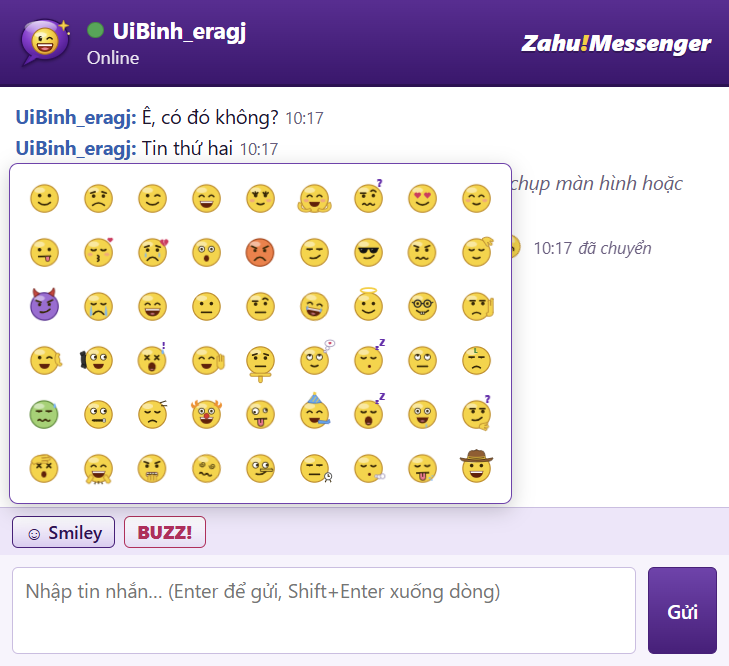 UiBinh_eragj
Online
Zahu!Messenger
UiBinh_eragj: Ê, có đó không? 10:17
UiBinh_eragj: Tin thứ hai 10:17
chụp màn hình hoặc
10:17 đã chuyển
☺ Smiley
BUZZ!
Nhập tin nhắn... (Enter để gửi, Shift+Enter xuống dòng)
Gửi